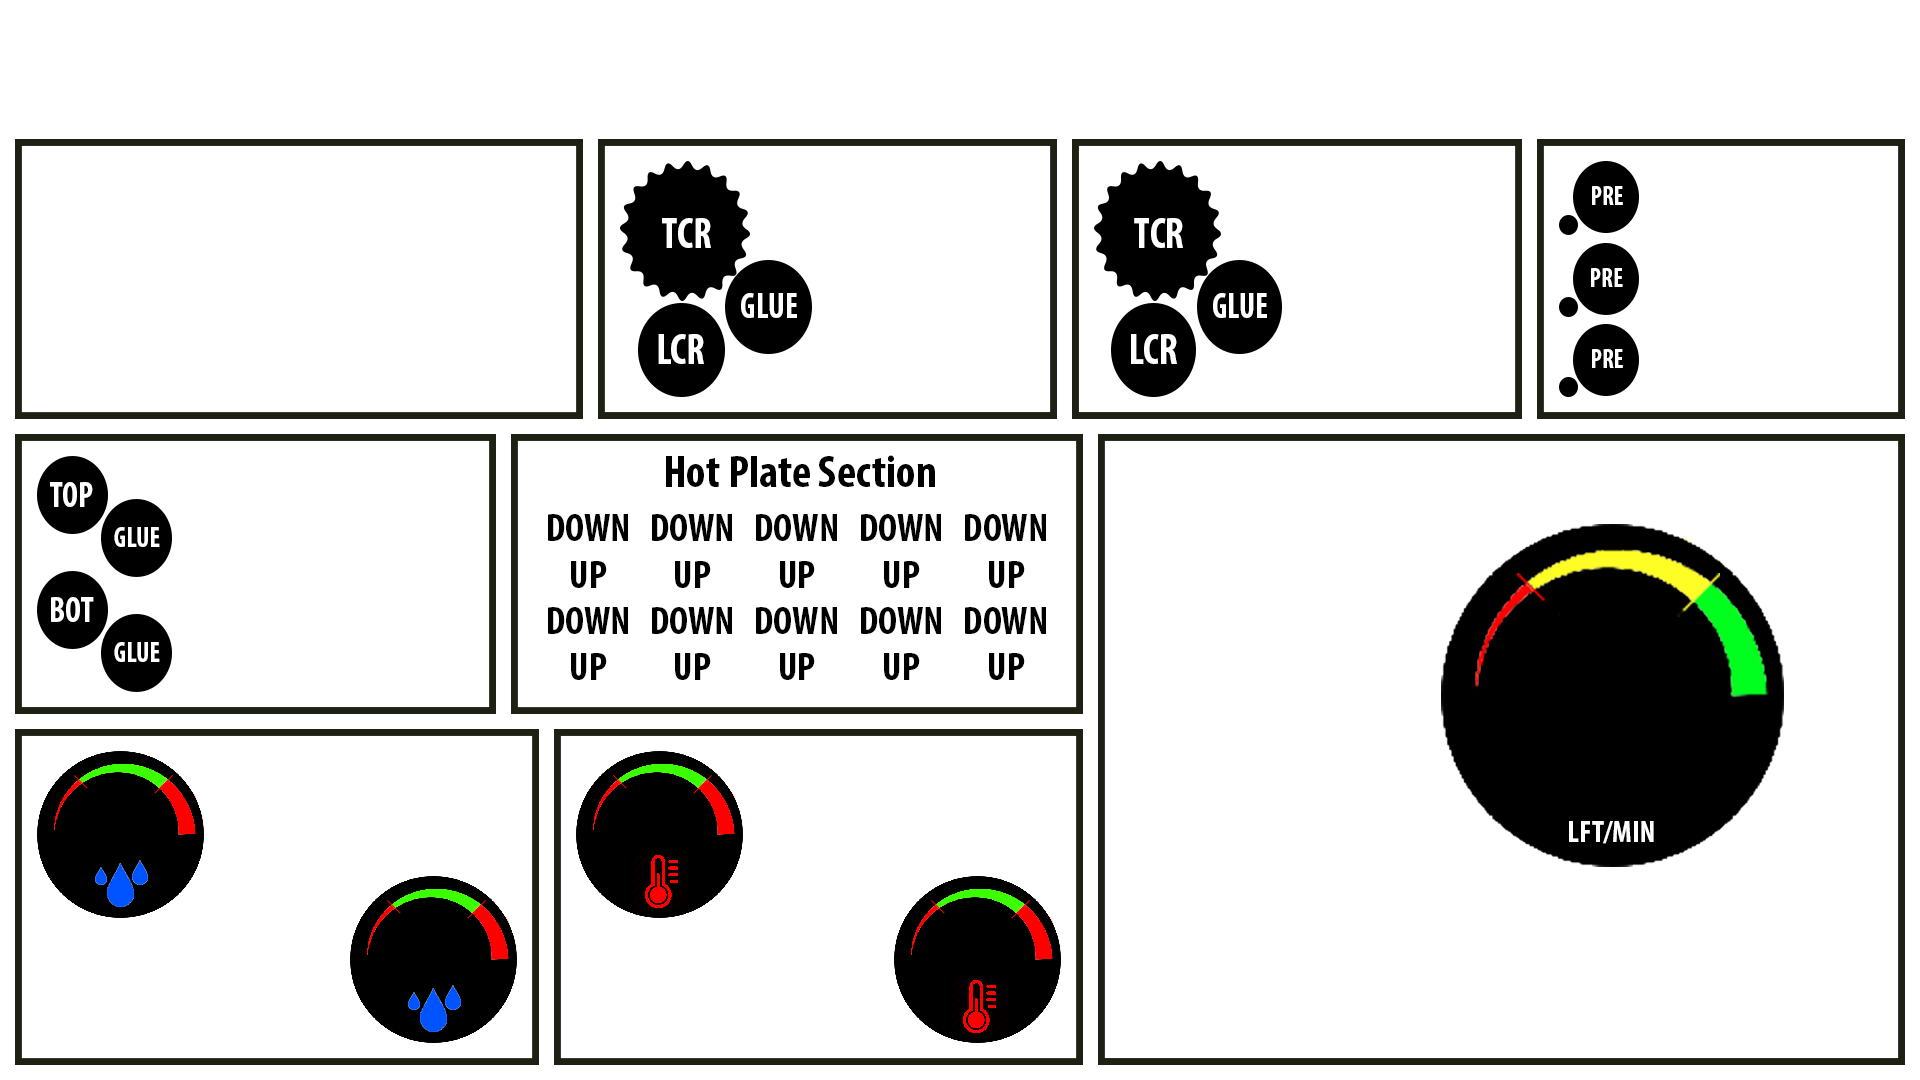 TCR
GLUE
LCR
TCR
GLUE
LCR
PRE
PRE
PRE
TOP
GLUE
BOT
GLUE
Hot Plate Section
DOWN DOWN DOWN DOWN DOWN
UP UP UP UP UP
DOWN DOWN DOWN DOWN DOWN
UP UP UP UP UP
LFT/MIN